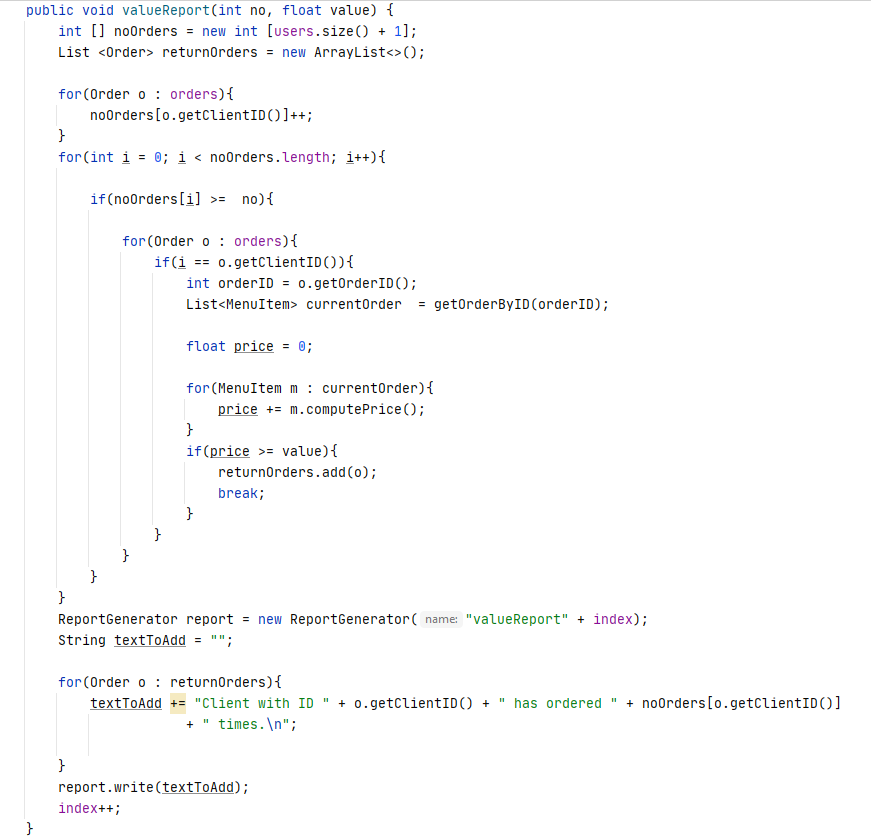 public void valueReport(int no, float value) {
    int [] noOrders = new int [users.size() + 1];
    List <Order> returnOrders = new ArrayList<>();

    for(Order o : orders){
        noOrders[o.getClientID()]++;
    }
    for(int i = 0; i < noOrders.length; i++){

        if(noOrders[i] >=  no){

            for(Order o : orders){
                if(i == o.getClientID()){
                    int orderID = o.getOrderID();
                    List<MenuItem> currentOrder  = getOrderByID(orderID);

                    float price = 0;

                    for(MenuItem m : currentOrder){
                        price += m.computePrice();
                    }
                    if(price >= value){
                        returnOrders.add(o);
                        break;
                    }
                }
            }
        }
    }
    ReportGenerator report = new ReportGenerator( name: "valueReport" + index);
    String textToAdd = "";

    for(Order o : returnOrders){
        textToAdd += "Client with ID " + o.getClientID() + " has ordered " + noOrders[o.getClientID()]
                    + " times.\n";

    }
    report.write(textToAdd);
    index++;
}